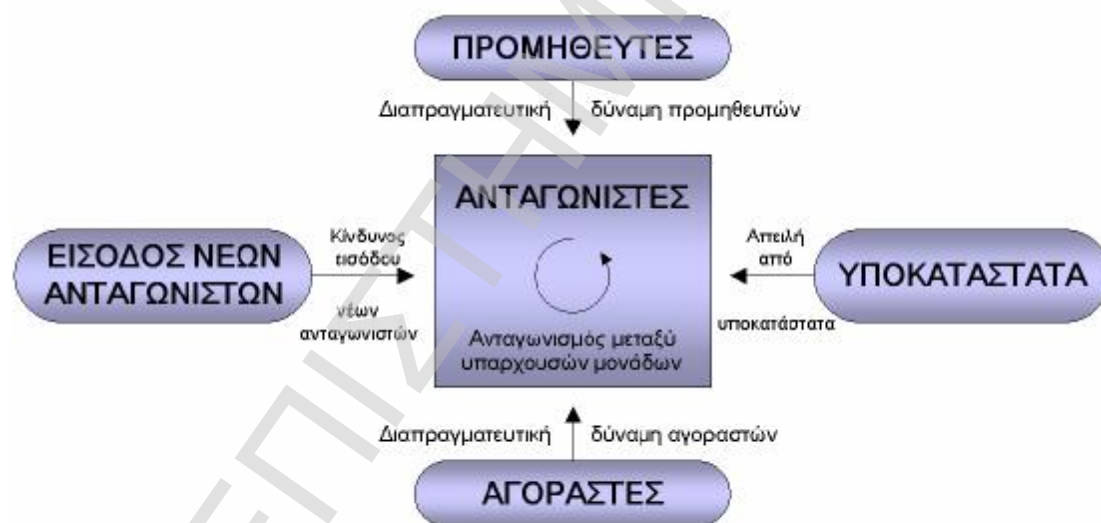 ΠΡΟΜΗΘΕΥΤΕΣ
Διαπραγματευτική δύναμη προμηθευτών
ΑΝΤΑΓΩΝΙΣΤΕΣ
ΕΙΣΟΔΟΣ ΝΕΩΝ
ΑΝΤΑΓΩΝΙΣΤΩΝ
Κίνδυνος
εισόδου
νέων
ανταγωνιστών
Απειλή
από
υποκατάστατα
ΥΠΟΚΑΤΑΣΤΑΤΑ
Ανταγωνισμός μεταξύ
υπαρχουσών μονάδων
Διαπραγματευτική δύναμη αγοραστών
ΑΓΟΡΑΣΤΕΣ